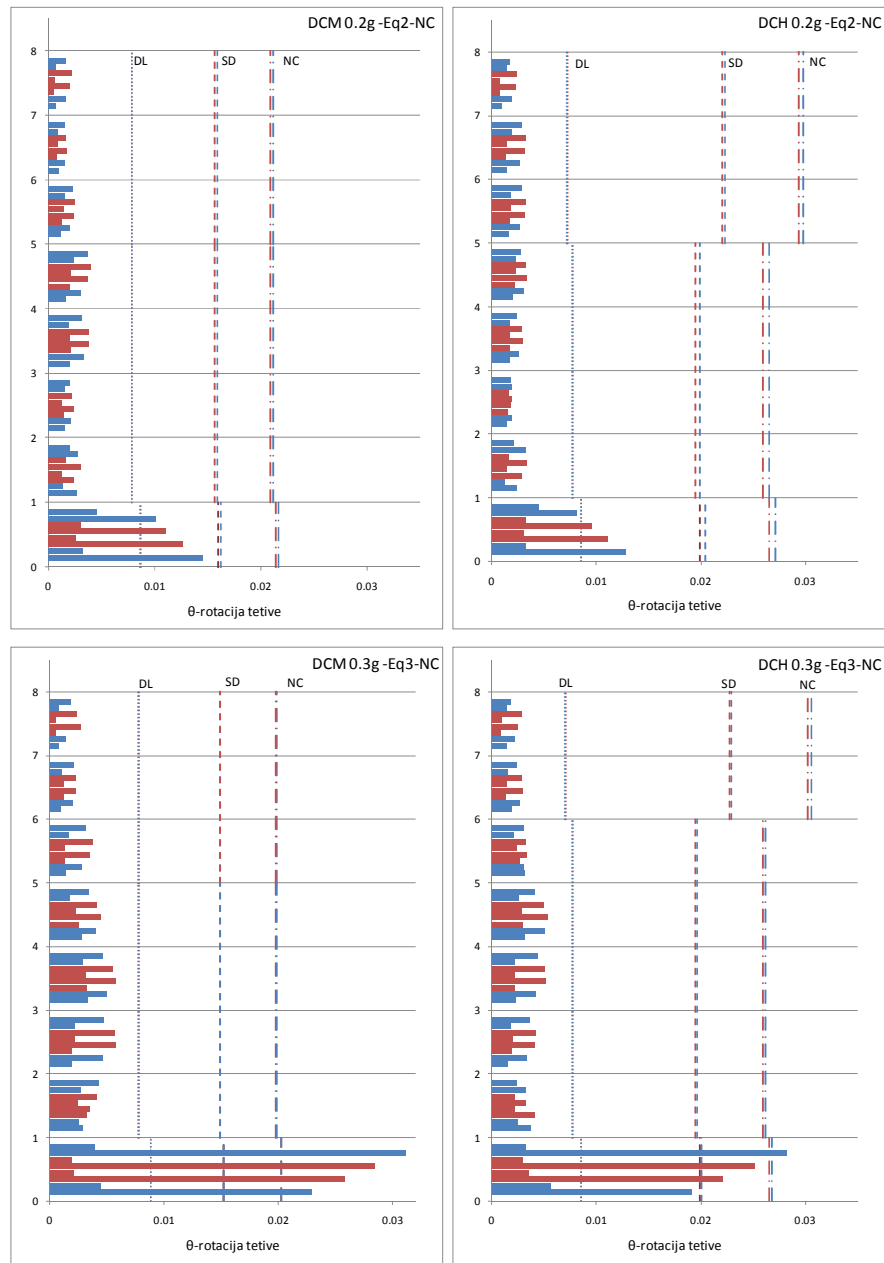 DCM 0.2g -Eq2-NC
8
7
6
5
4
3
2
1
0
DL
SD
NC
0 0.01 0.02 0.03
θ-rotacija tetive
DCH 0.2g -Eq2-NC
8
7
6
5
4
3
2
1
0
DL
SD
NC
0 0.01 0.02 0.03
θ-rotacija tetive
DCM 0.3g -Eq3-NC
8
7
6
5
4
3
2
1
0
DL
SD
NC
0 0.01 0.02 0.03
θ-rotacija tetive
DCH 0.3g -Eq3-NC
8
7
6
5
4
3
2
1
0
DL
SD
NC
0 0.01 0.02 0.03
θ-rotacija tetive